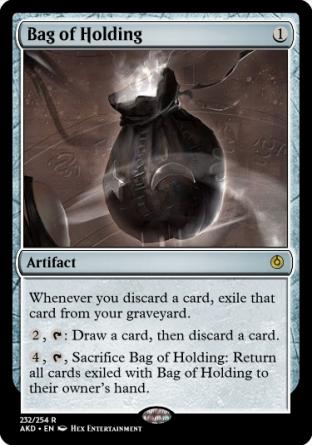 Bag of Holding 1
Artifact
Whenever you discard a card, exile that
card from your graveyard.
2, : Draw a card, then discard a card.
4, , Sacrifice Bag of Holding: Return
all cards exiled with Bag of Holding to
their owner's hand.
232/254 R
AKD • EN HEX ENTERTAINMENT